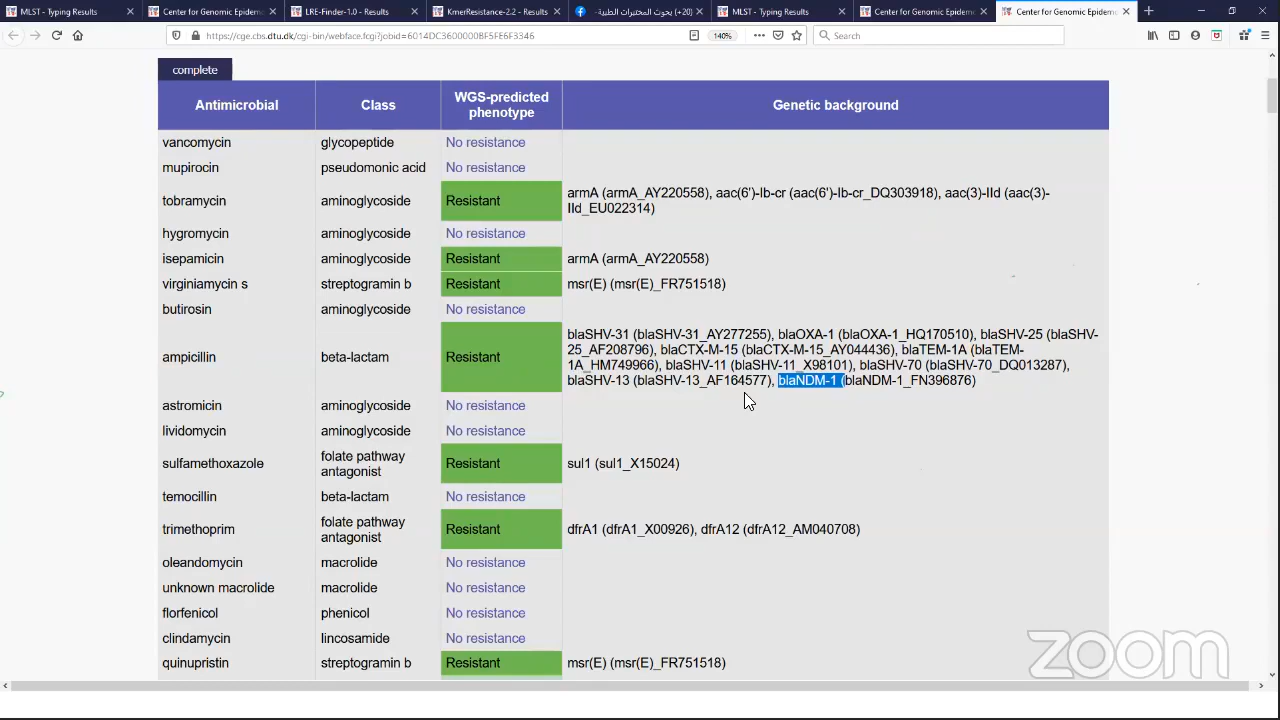 MLST - Typing Results
Center for Genomic Epidemi
LRE-Finder-1.0 - Results
KmerResistance-2.2 - Results
(20+) بحوث المختبرات الطبية-
MLST - Typing Results
Center for Genomic Epidem
Center for Genomic Epidem
https://cge.cbs.dtu.dk/cgi-bin/webface.fcgi?jobid=6014DC3600000BF5FE6F3346
140%
Search
complete
Antimicrobial Class WGS-predicted phenotype Genetic background
vancomycin glycopeptide No resistance
mupirocin pseudomonic acid No resistance
tobramycin aminoglycoside Resistant armA (armA_AY220558), aac(6')-Ib-cr (aac(6')-Ib-cr_DQ303918), aac(3)-IId (aac(3)-
IId_EU022314)
hygromycin aminoglycoside No resistance
isepamicin aminoglycoside Resistant armA (armA_AY220558)
virginiamycin s streptogramin b Resistant msr(E) (msr(E)_FR751518)
butirosin aminoglycoside No resistance
ampicillin beta-lactam Resistant blaSHV-31 (blaSHV-31_AY277255), blaOXA-1 (blaOXA-1_HQ170510), blaSHV-25 (blaSHV-
25_AF208796), blaCTX-M-15 (blaCTX-M-15_AY044436), blaTEM-1A (blaTEM-
1A_HM749966), blaSHV-11 (blaSHV-11_X98101), blaSHV-70 (blaSHV-70_DQ013287),
blaSHV-13 (blaSHV-13_AF164577), blaNDM-1 (blaNDM-1_FN396876)
astromicin aminoglycoside No resistance
lividomycin aminoglycoside No resistance
sulfamethoxazole folate pathway antagonist Resistant sul1 (sul1_X15024)
temocillin beta-lactam No resistance
trimethoprim folate pathway antagonist Resistant dfrA1 (dfrA1_X00926), dfrA12 (dfrA12_AM040708)
oleandomycin macrolide No resistance
unknown macrolide macrolide No resistance
florfenicol phenicol No resistance
clindamycin lincosamide No resistance
quinupristin streptogramin b Resistant msr(E) (msr(E)_FR751518)
zoom